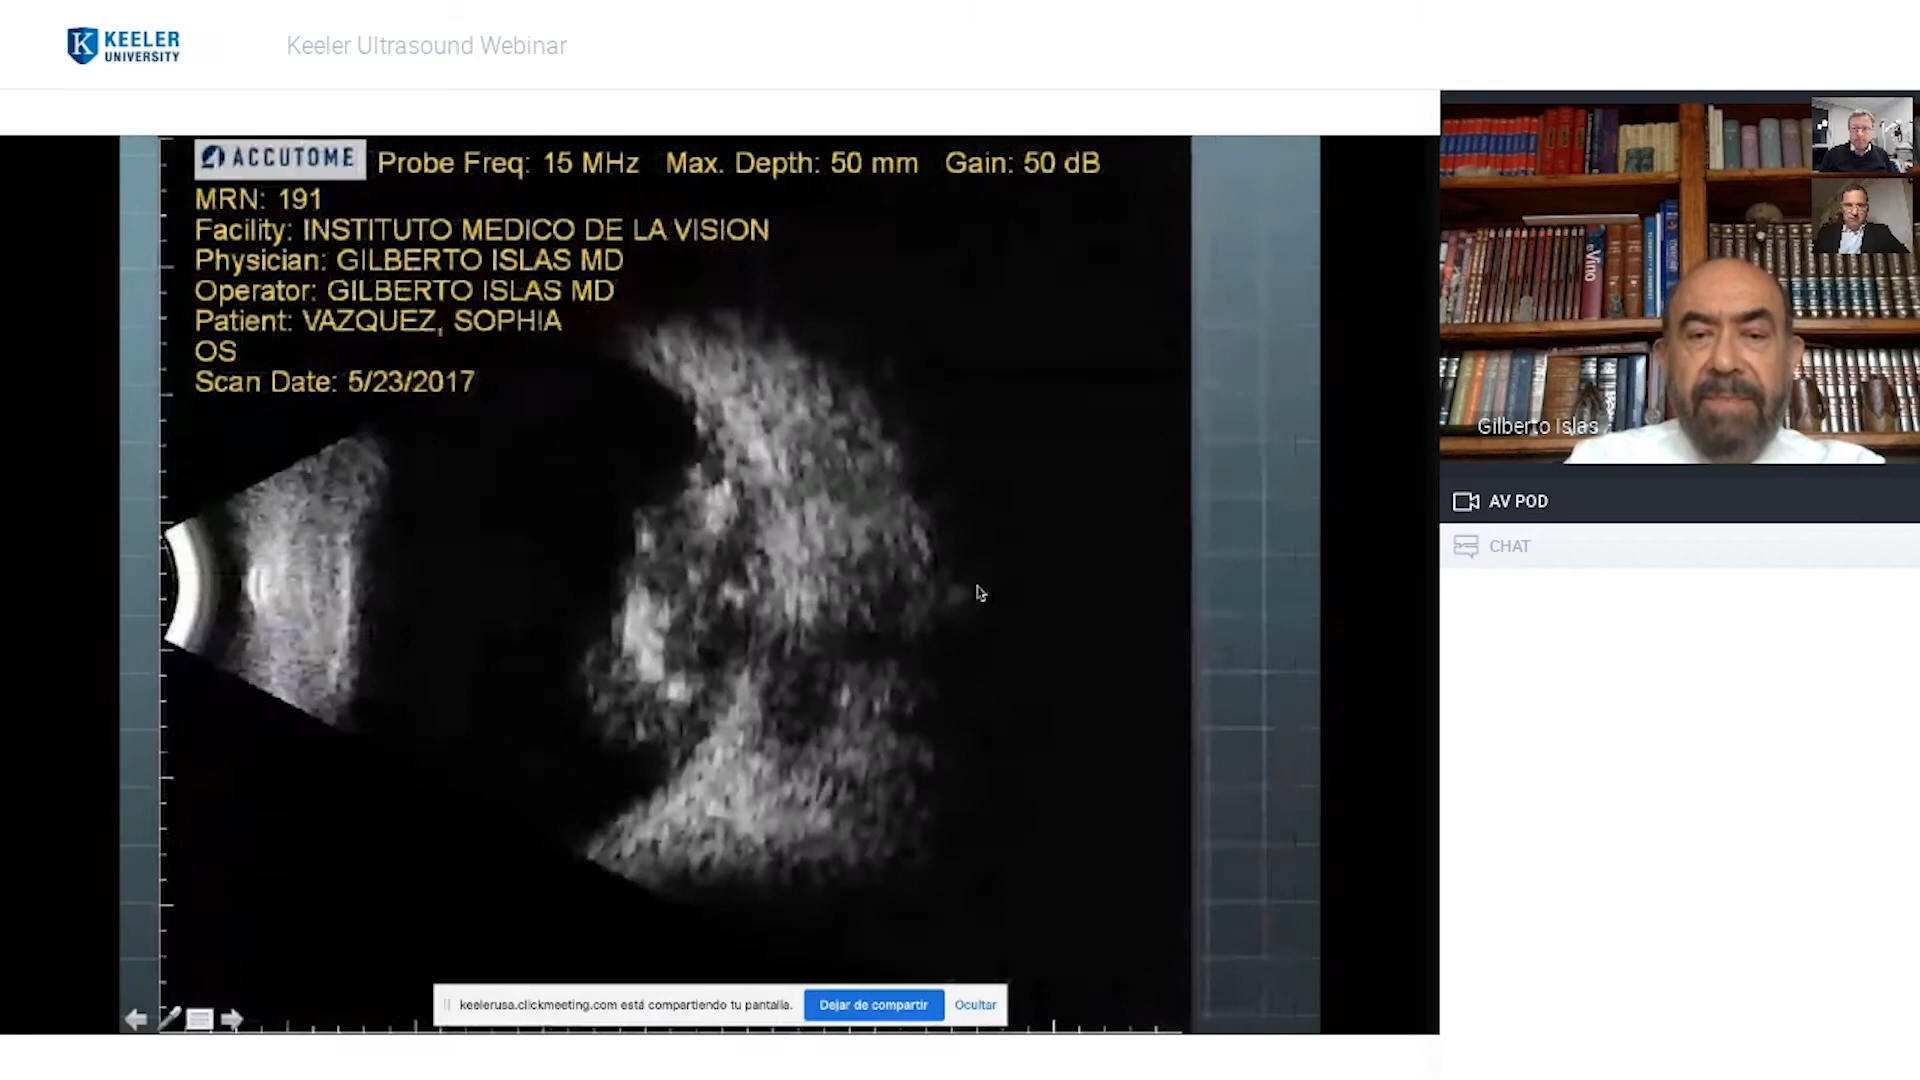 K KEELER
UNIVERSITY
Keeler Ultrasound Webinar
ACCUTOME Probe Freq: 15 MHz Max. Depth: 50 mm Gain: 50 dB
MRN: 191
Facility: INSTITUTO MEDICO DE LA VISION
Physician: GILBERTO ISLAS MD
Operator: GILBERTO ISLAS MD
Patient: VAZQUEZ, SOPHIA
OS
Scan Date: 5/23/2017
Vino
Gilberto Islas
AV POD
CHAT
keelerusa.clickmeeting.com está compartiendo tu pantalla. Dejar de compartir Ocultar